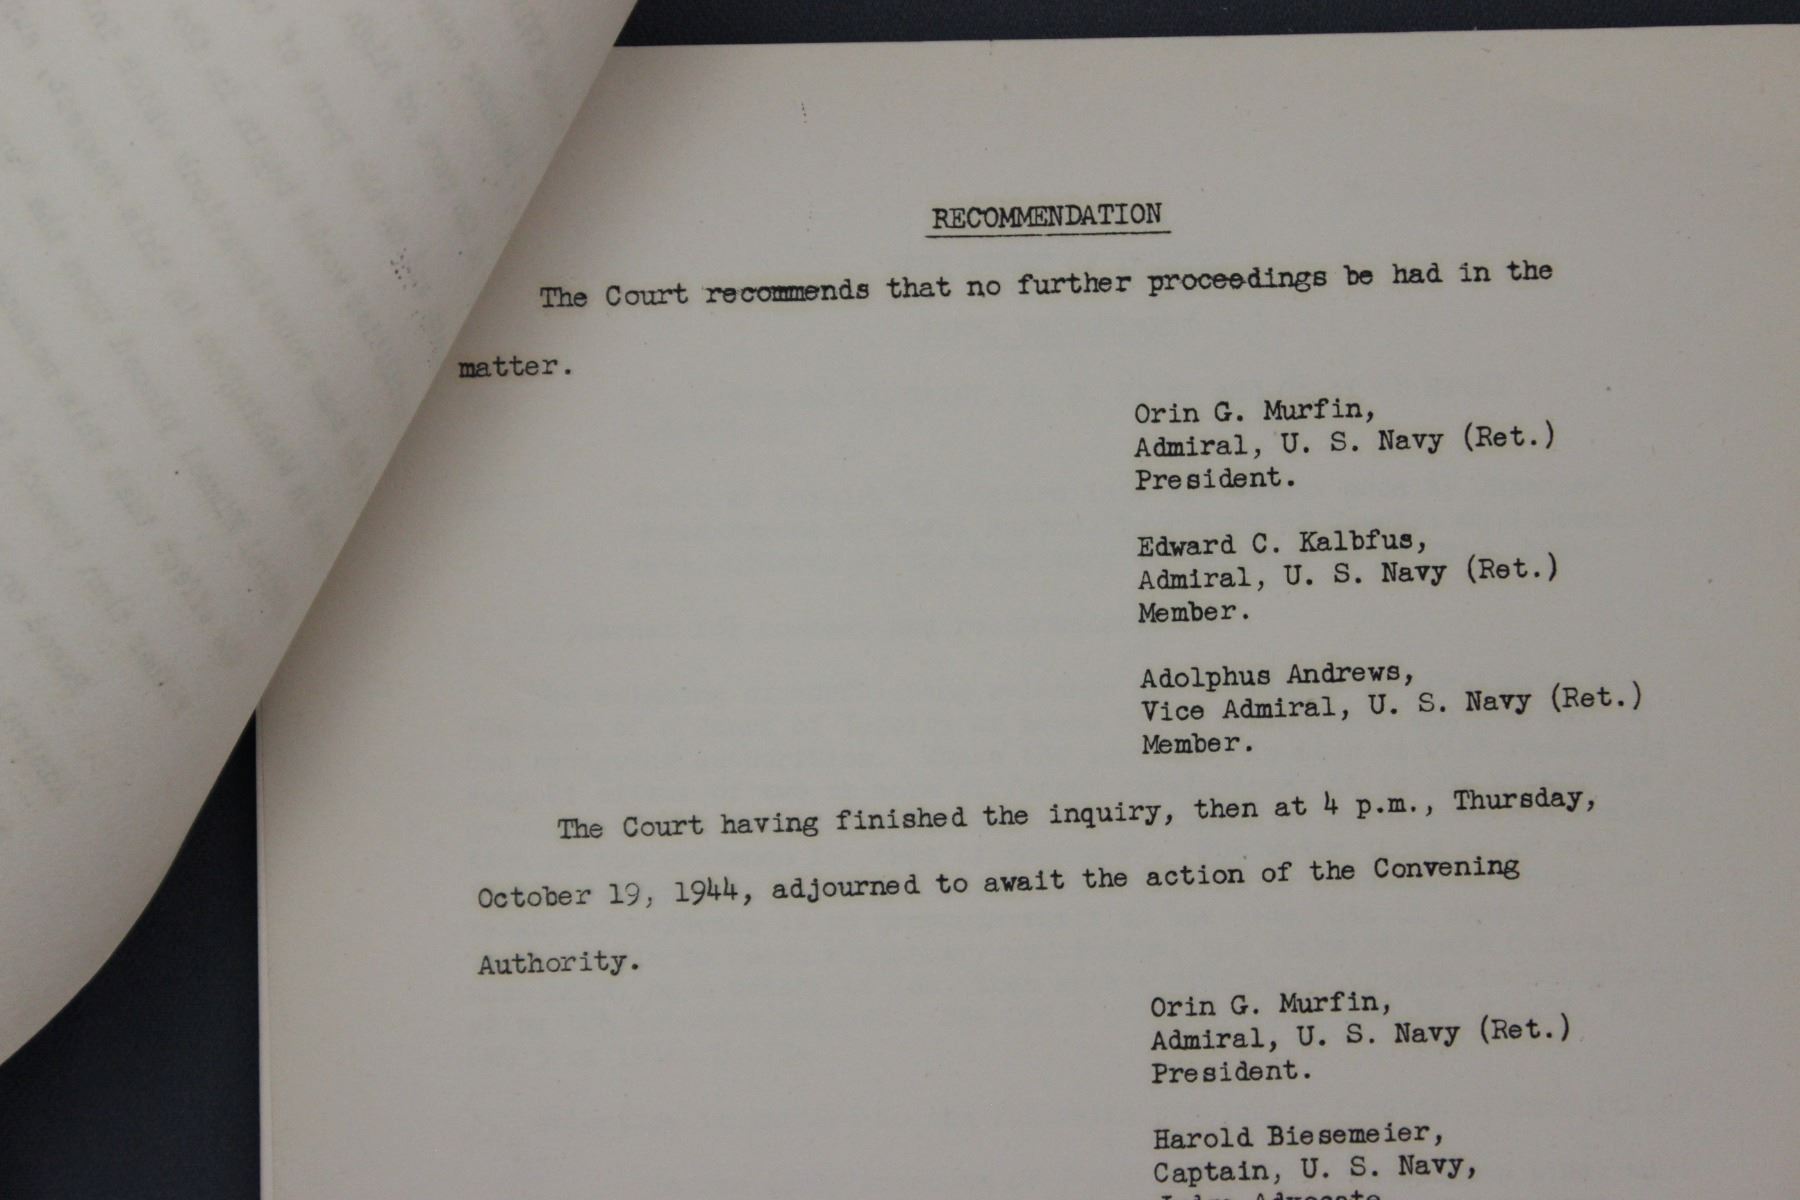 RECOMMENDATION
The Court recommends that no further proceedings be had in the
matter.
Orin G. Murfin,
Admiral, U. S. Navy (Ret.)
President.
Edward C. Kalbfus,
Admiral, U. S. Navy (Ret.)
Member.
Adolphus Andrews,
Vice Admiral, U. S. Navy (Ret.)
Member.
The Court having finished the inquiry, then at 4 p.m., Thursday,
October 19, 1944, adjourned to await the action of the Convening
Authority.
Orin G. Murfin,
Admiral, U. S. Navy (Ret.)
President.
Harold Biesemeier,
Captain, U. S. Navy,